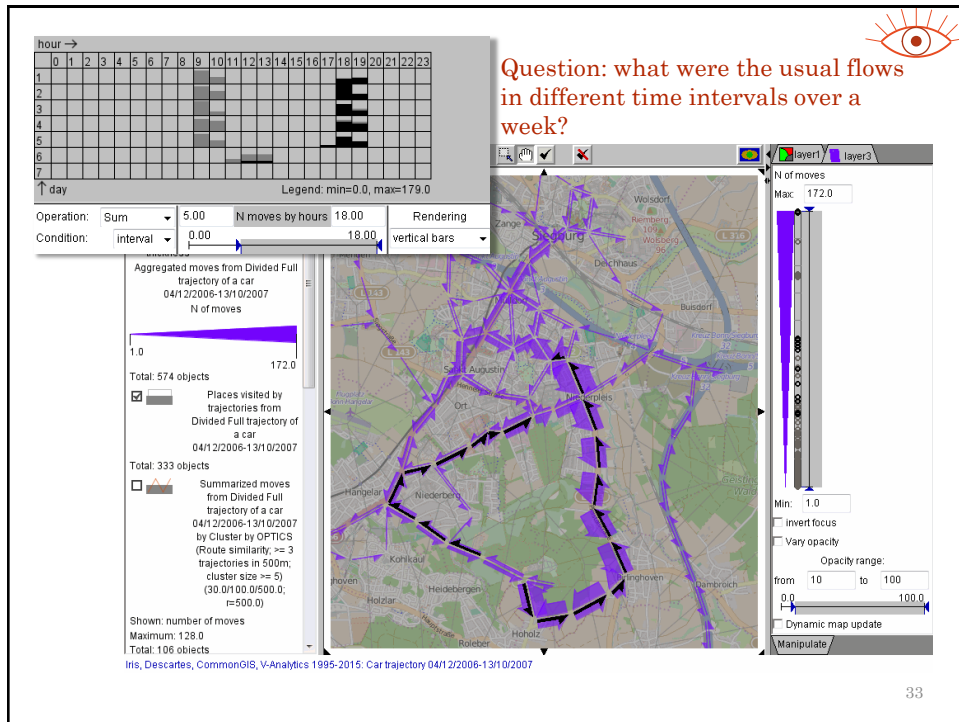 hour →
0 1 2 3 4 5 6 7 8 9 10 11 12 13 14 15 16 17 18 19 20 21 22 23
1
2
3
4
5
6
7
↑ day
Legend: min=0.0, max=179.0
Operation: Sum
Condition: interval
5.00 N moves by hours 18.00
0.00 18.00
Rendering
vertical bars
Question: what were the usual flows
in different time intervals over a
week?
Aggregated moves from Divided Full
trajectory of a car
04/12/2006-13/10/2007
N of moves
1.0
172.0
Total: 574 objects
Places visited by
trajectories from
Divided Full trajectory of
a car
04/12/2006-13/10/2007
Total: 333 objects
Summarized moves
from Divided Full
trajectory of a car
04/12/2006-13/10/2007
by Cluster by OPTICS
(Route similarity; >= 3
trajectories in 500m;
cluster size >= 5)
(30.0/100.0/500.0;
r=500.0)
Shown: number of moves
Maximum: 128.0
Total: 106 objects
Wolsdorf
Zange
Siegburg
Deichhaus
Buisdorf
Sankt Augustin
Ort
Niederpleis
Hangelar
Niederberg
Kohlkaul
Heidebergen
Holzlar
Hoholz
Roleber
Birlinghoven
Dambroich
layer1
layer3
N of moves
Max: 172.0
Min: 1.0
invert focus
Vary opacity
Opacity range:
from 10 to 100
0.0 100.0
Dynamic map update
Manipulate
Iris, Descartes, CommonGIS, V-Analytics 1995-2015: Car trajectory 04/12/2006-13/10/2007
33